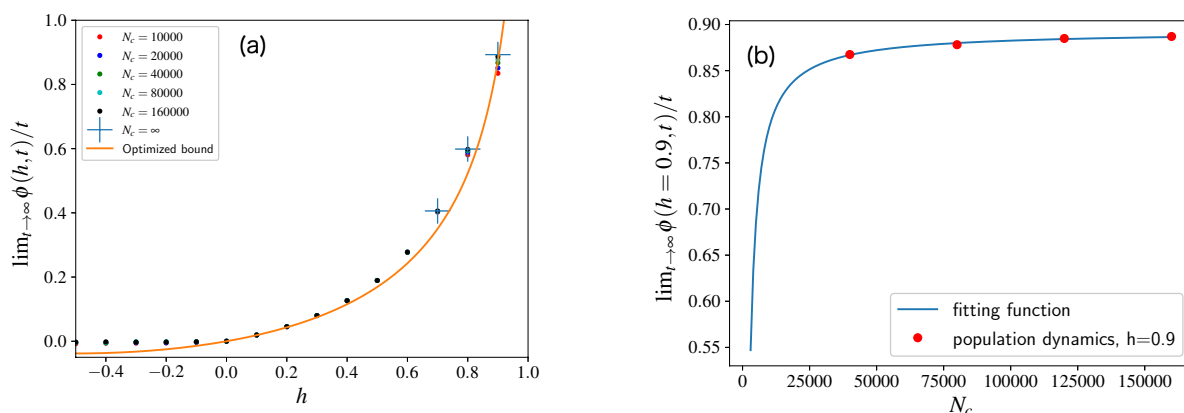 (a)
N_c = 10000
N_c = 20000
N_c = 40000
N_c = 80000
N_c = 160000
N_c = ∞
Optimized bound
lim_{t→∞} ϕ(h,t)/t
1.0
0.8
0.6
0.4
0.2
0.0
−0.4 −0.2 0.0 0.2 0.4 0.6 0.8 1.0
h
(b)
lim_{t→∞} ϕ(h = 0.9,t)/t
0.90
0.85
0.80
0.75
0.70
0.65
0.60
0.55
fitting function
population dynamics, h=0.9
0 25000 50000 75000 100000 125000 150000
N_c